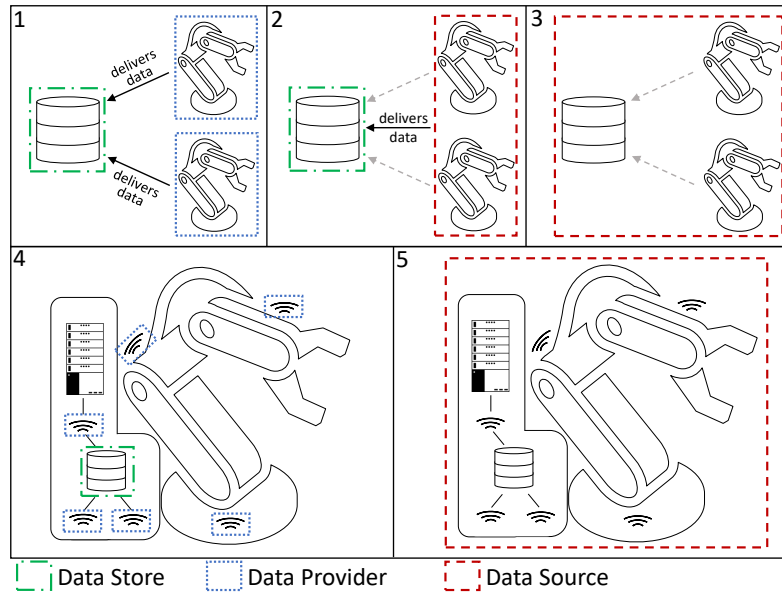 1
delivers
data
delivers
data
2
delivers
data
3
4
5
Data Store
Data Provider
Data Source